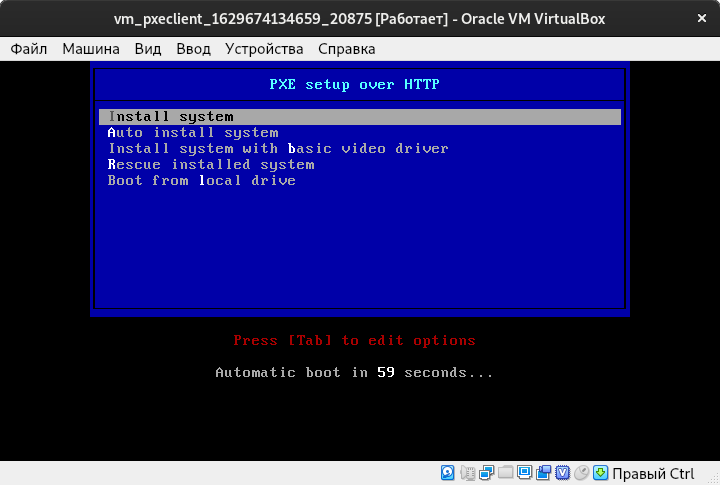 vm_pxeclient_1629674134659_20875 [Работает] - Oracle VM VirtualBox
Файл Машина Вид Ввод Устройства Справка
PXE setup over HTTP
Install system
Auto install system
Install system with basic video driver
Rescue installed system
Boot from local drive
Press [Tab] to edit options
Automatic boot in 59 seconds...
Правый Ctrl